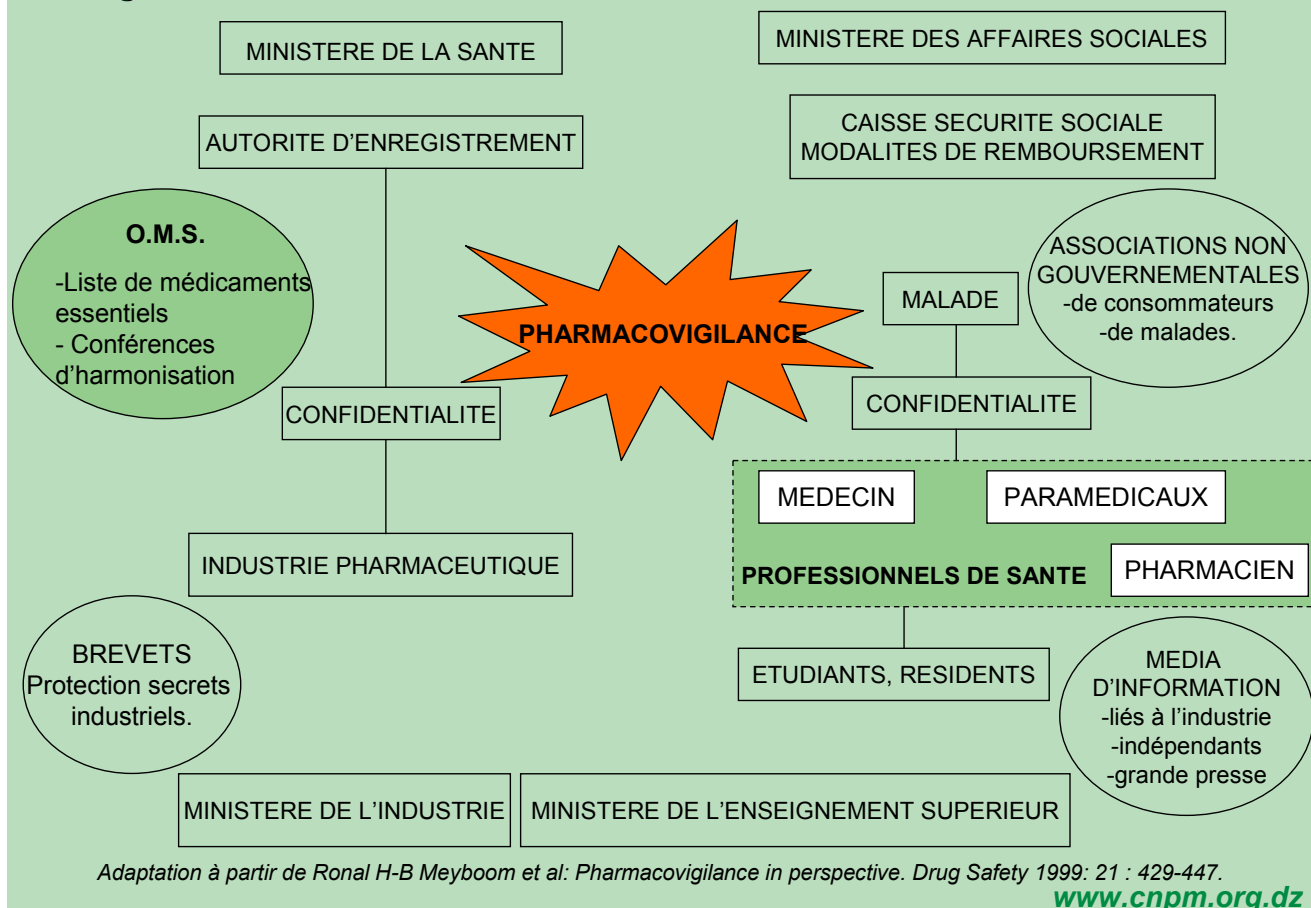 MINISTERE DE LA SANTE
MINISTERE DES AFFAIRES SOCIALES
AUTORITE D'ENREGISTREMENT
CAISSE SECURITE SOCIALE
MODALITES DE REMBOURSEMENT
O.M.S.
-Liste de médicaments
essentiels
- Conférences
d'harmonisation
PHARMACOVIGILANCE
MALADE
ASSOCIATIONS NON
GOUVERNEMENTALES
-de consommateurs
-de malades.
CONFIDENTIALITE
CONFIDENTIALITE
MEDECIN
PARAMEDICAUX
PROFESSIONNELS DE SANTE
PHARMACIEN
INDUSTRIE PHARMACEUTIQUE
BREVETS
Protection secrets
industriels.
ETUDIANTS, RESIDENTS
MEDIA
D'INFORMATION
-liés à l'industrie
-indépendants
-grande presse
MINISTERE DE L'INDUSTRIE
MINISTERE DE L'ENSEIGNEMENT SUPERIEUR
Adaptation à partir de Ronal H-B Meyboom et al: Pharmacovigilance in perspective. Drug Safety 1999: 21 : 429-447.
www.cnpm.org.dz